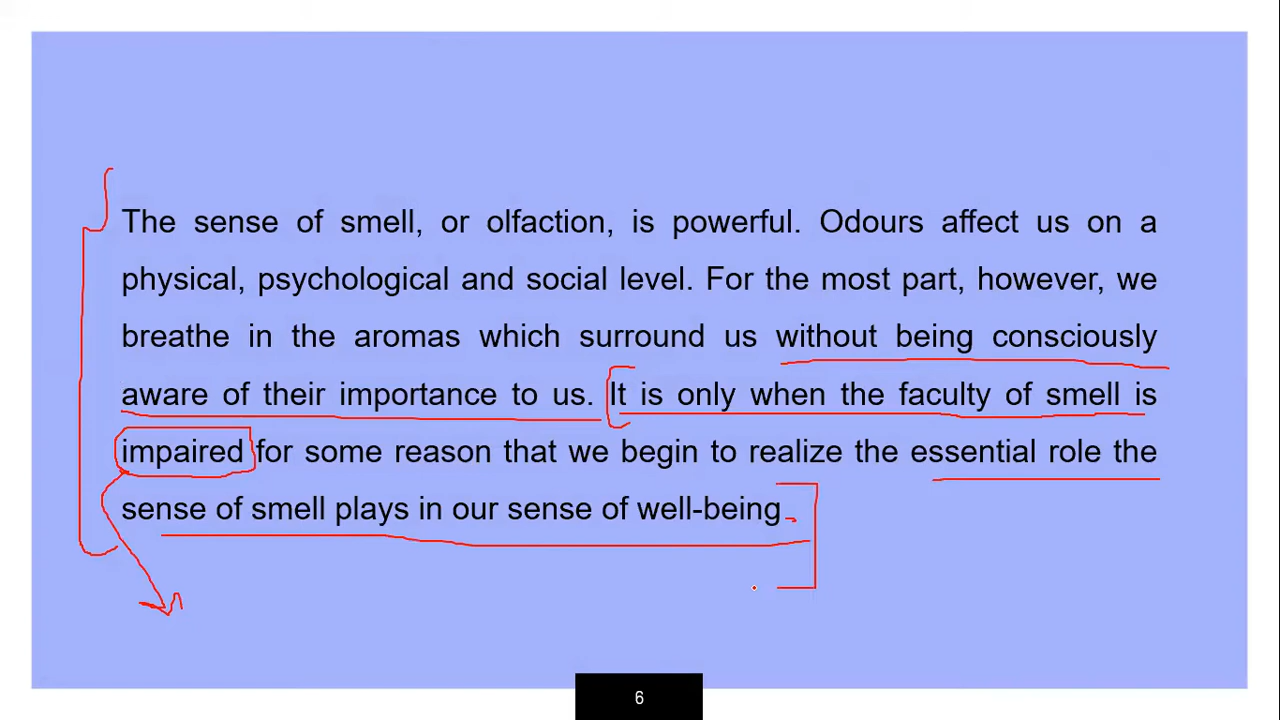 The sense of smell, or olfaction, is powerful. Odours affect us on a
physical, psychological and social level. For the most part, however, we
breathe in the aromas which surround us without being consciously
aware of their importance to us. It is only when the faculty of smell is
impaired for some reason that we begin to realize the essential role the
sense of smell plays in our sense of well-being
6